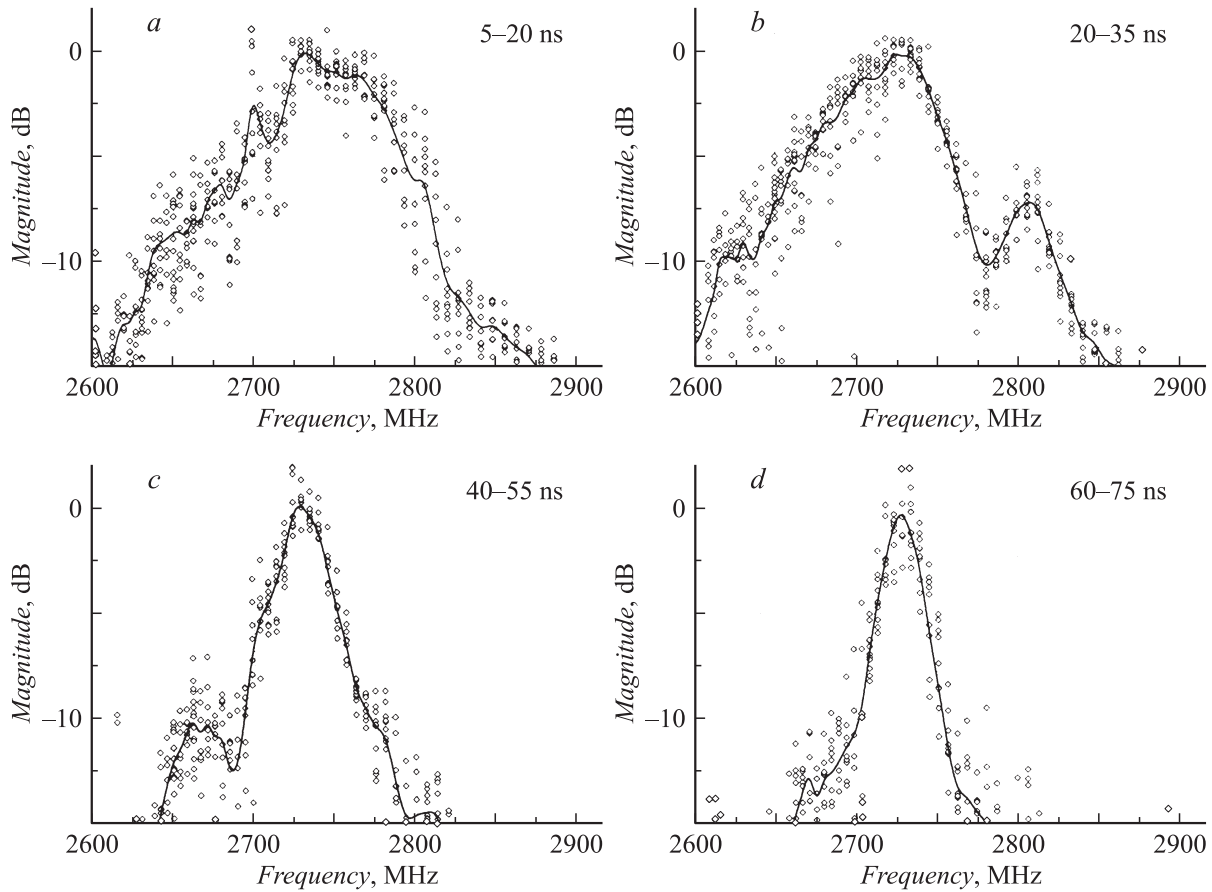 a
5–20 ns
0
−10
Magnitude, dB
2600 2700 2800 2900
Frequency, MHz
b
20–35 ns
0
−10
Magnitude, dB
2600 2700 2800 2900
Frequency, MHz
c
40–55 ns
0
−10
Magnitude, dB
2600 2700 2800 2900
Frequency, MHz
d
60–75 ns
0
−10
Magnitude, dB
2600 2700 2800 2900
Frequency, MHz